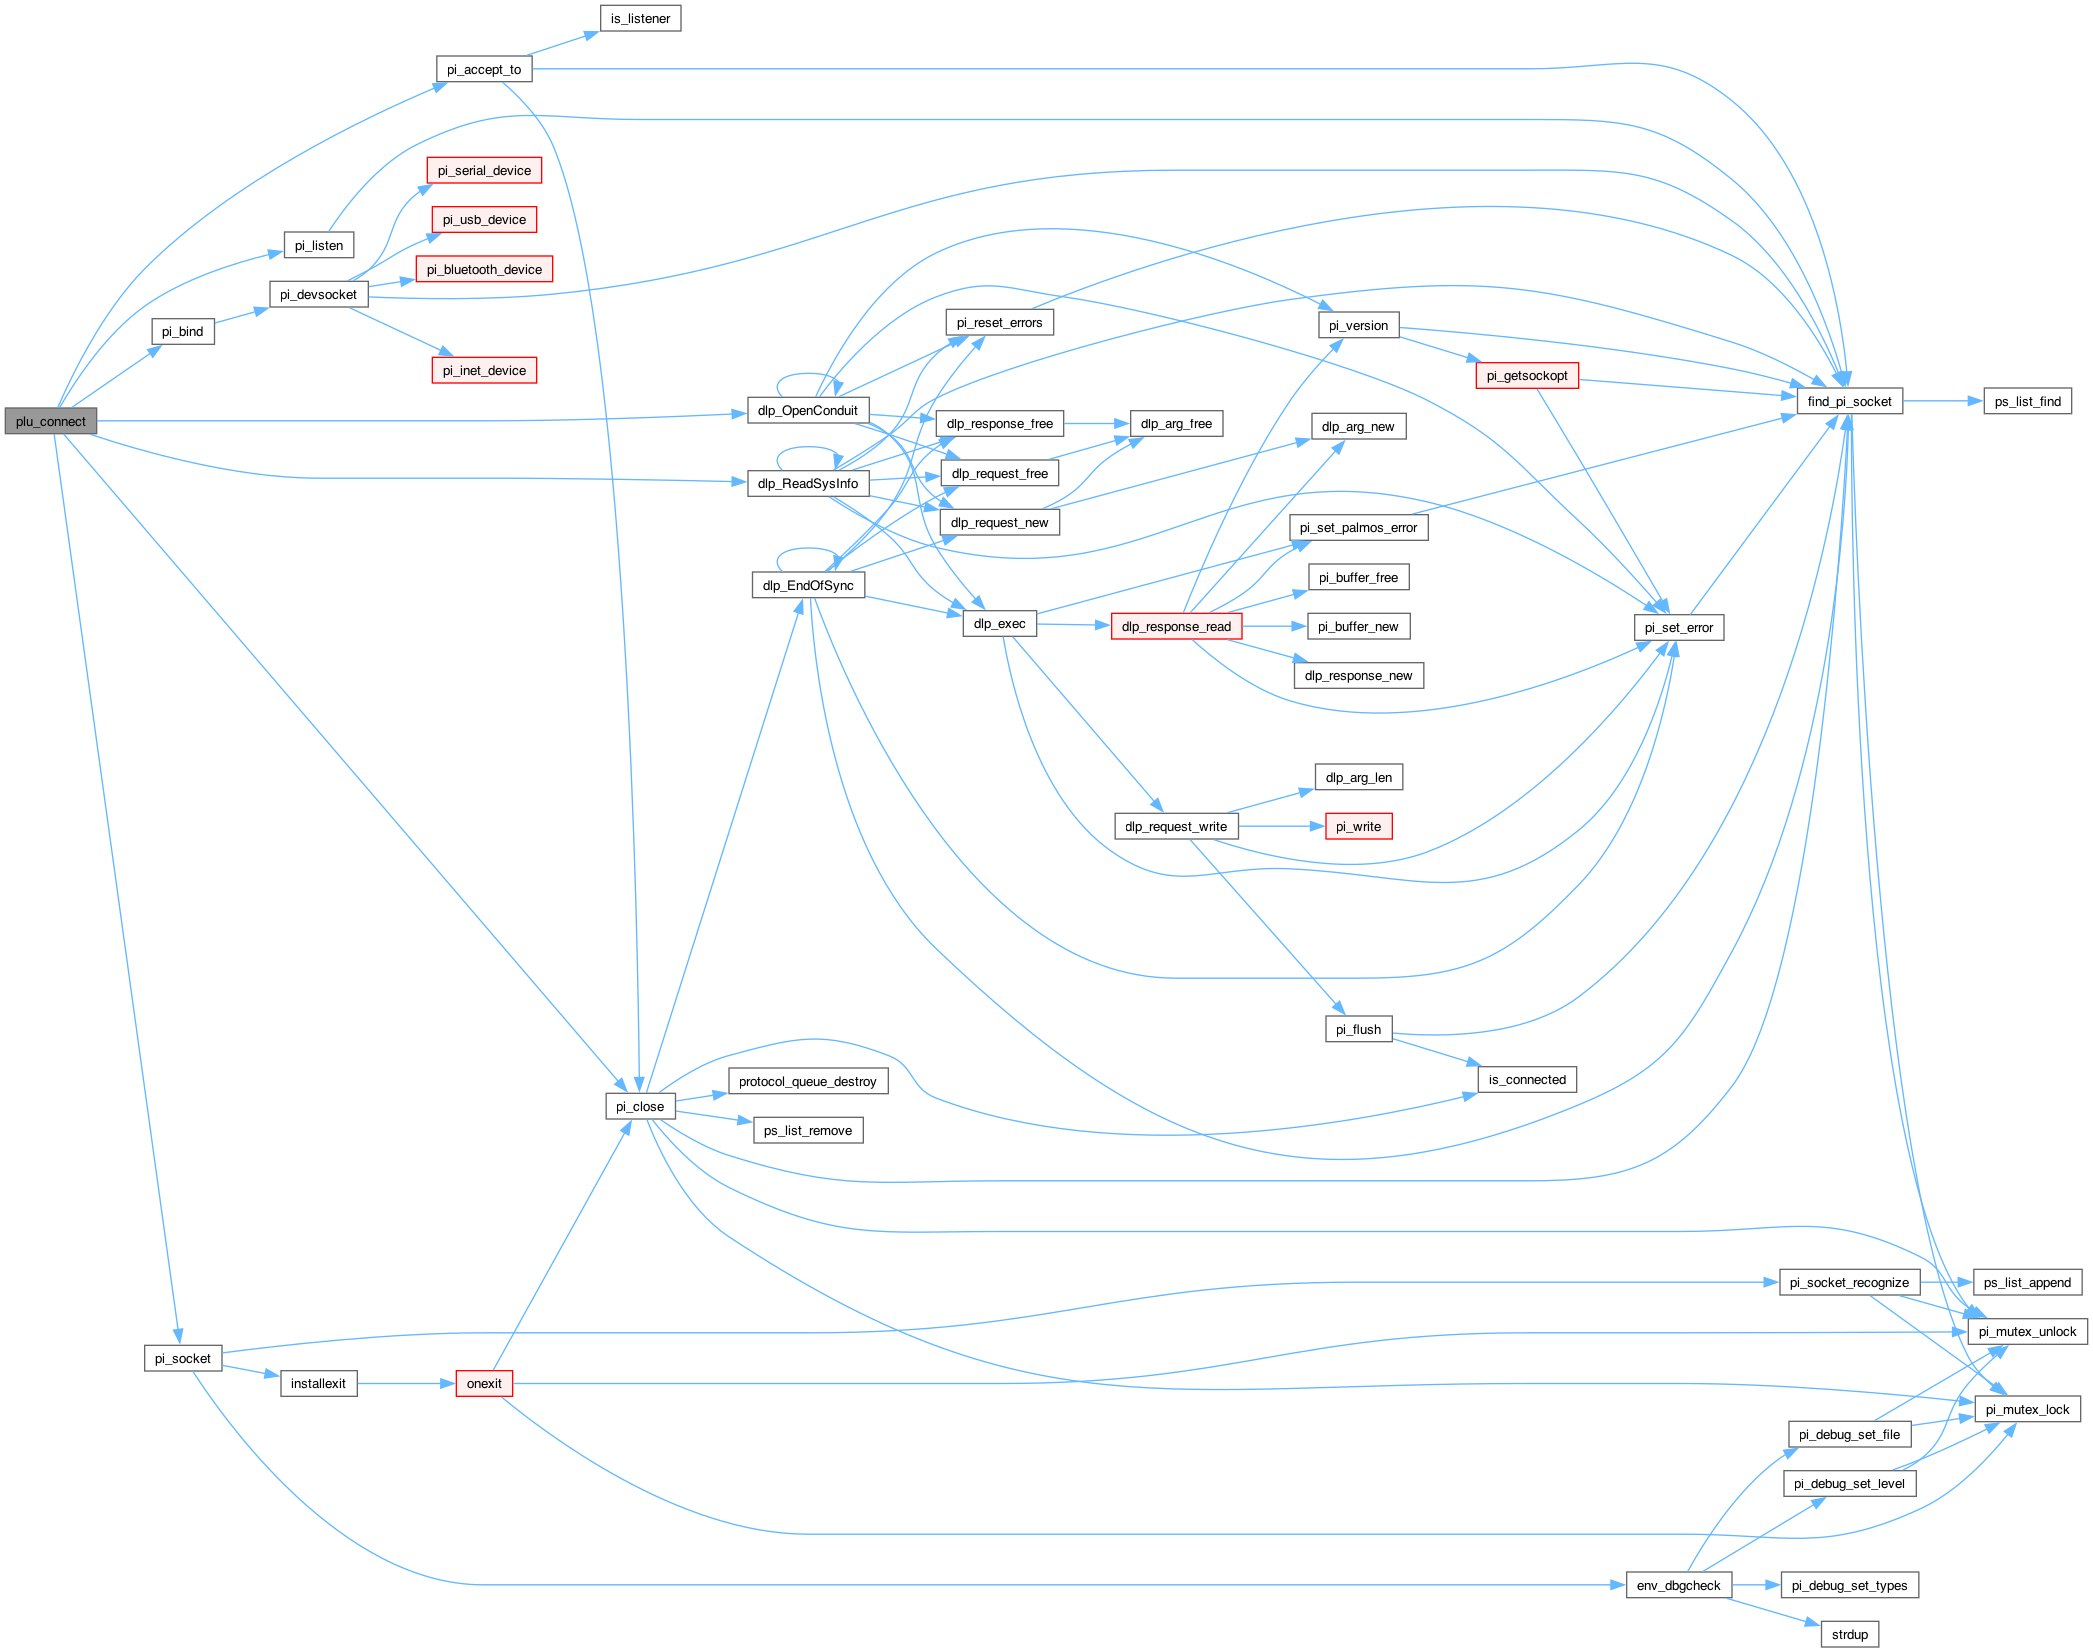 is_listener
pi_accept_to
pi_serial_device
pi_usb_device
pi_listen
pi_bluetooth_device
pi_devsocket
pi_reset_errors
pi_version
pi_bind
pi_inet_device
pi_getsockopt
find_pi_socket
ps_list_find
dlp_OpenConduit
plu_connect
dlp_response_free
dlp_arg_free
dlp_arg_new
dlp_request_free
dlp_ReadSysInfo
dlp_request_new
pi_set_palmos_error
pi_buffer_free
dlp_EndOfSync
dlp_exec
dlp_response_read
pi_buffer_new
pi_set_error
dlp_response_new
dlp_arg_len
dlp_request_write
pi_write
pi_flush
is_connected
protocol_queue_destroy
pi_close
ps_list_remove
pi_socket_recognize
ps_list_append
pi_mutex_unlock
pi_socket
installexit
onexit
pi_mutex_lock
pi_debug_set_file
pi_debug_set_level
env_dbgcheck
pi_debug_set_types
strdup